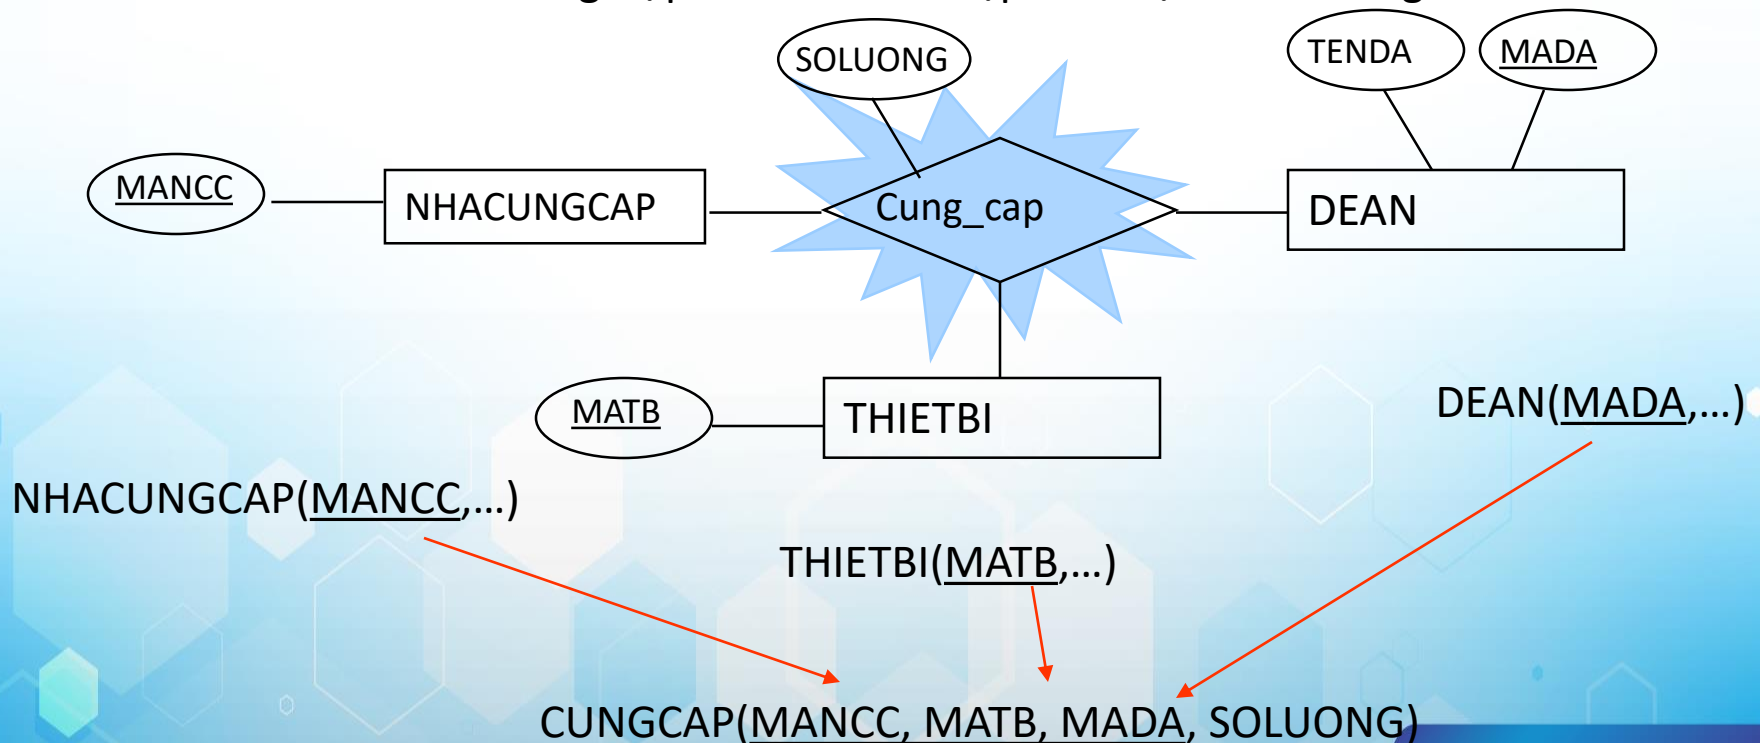 SOLUONG
TENDA
MADA
MANCC
NHACUNGCAP
Cung_cap
DEAN
MATB
THIETBI
DEAN(MADA,...)
NHACUNGCAP(MANCC,...)
THIETBI(MATB,...)
CUNGCAP(MANCC, MATB, MADA, SOLUONG)